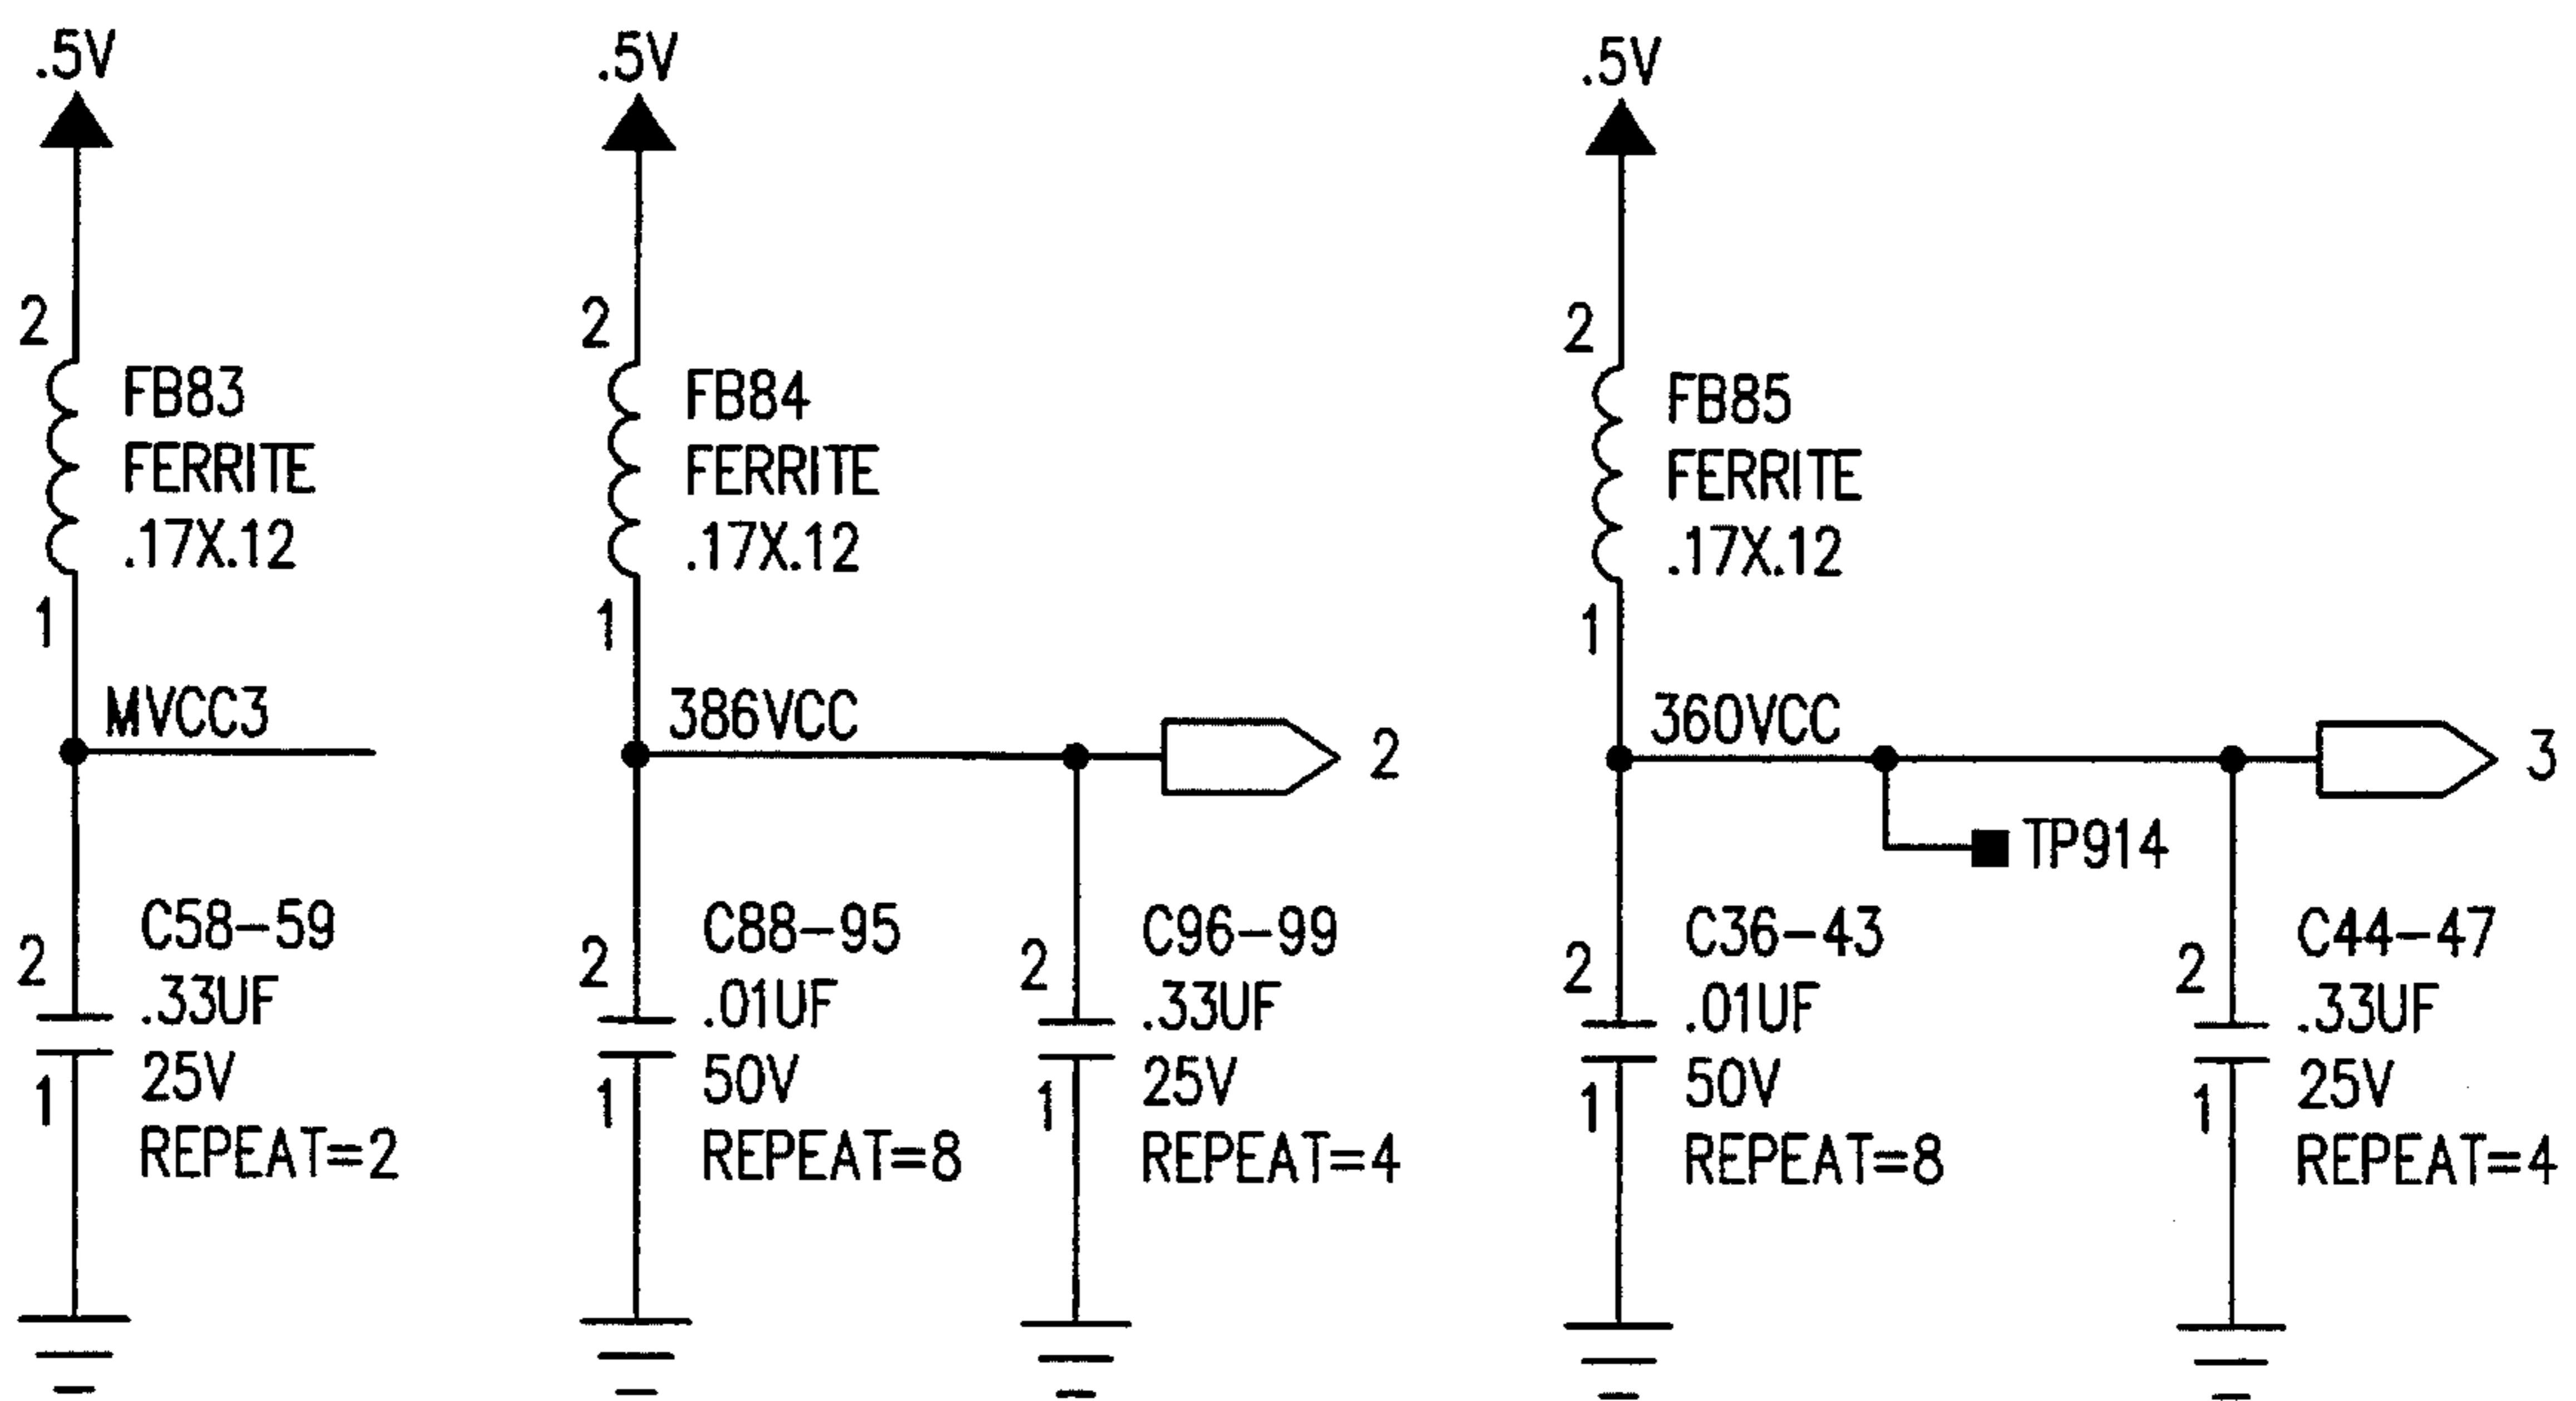 .5V
2
FB83
FERRITE
.17X.12
1
MVCC3
C58-59
2
.33UF
25V
1
REPEAT=2
.5V
2
FB84
FERRITE
.17X.12
1
386VCC
2
C88-95
2
.01UF
50V
1
REPEAT=8
C96-99
2
.33UF
25V
1
REPEAT=4
.5V
2
FB85
FERRITE
.17X.12
1
360VCC
3
TP914
C36-43
2
.01UF
50V
1
REPEAT=8
C44-47
2
.33UF
25V
1
REPEAT=4